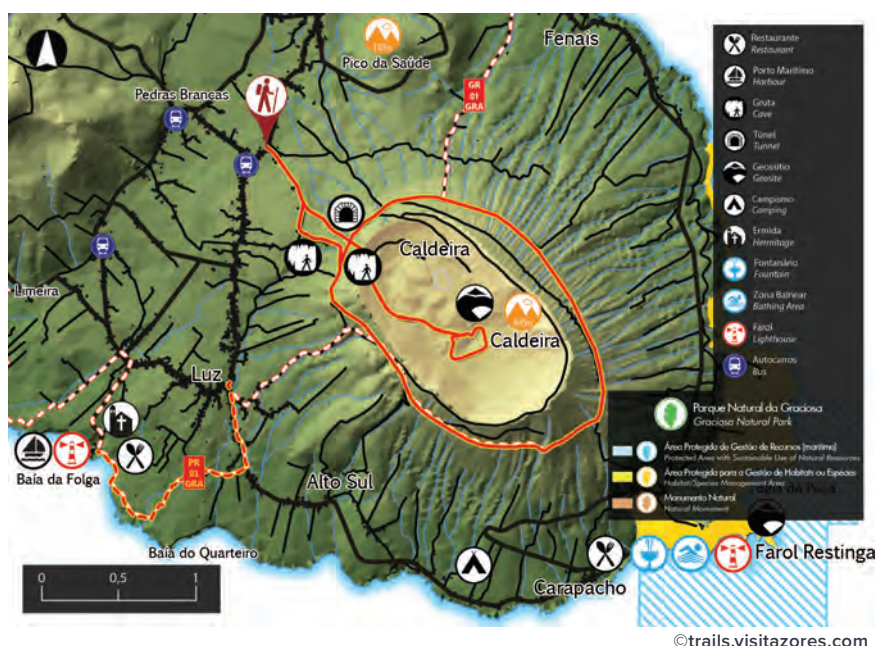 Fenais
Pico da Saúde
Pedras Brancas
GR
01
GRA
Caldeira
Caldeira
Limeira
Luz
Baía da Folga
PR
03
GRA
Alto Sul
Baía do Quarteiro
Carapacho
Farol Restinga
0 0,5 1
Restaurante
Restaurant
Porto Marítimo
Harbour
Gruta
Cave
Túnel
Tunnel
Geossítio
Geosite
Campismo
Camping
Ermida
Hermitage
Fontanário
Fountain
Zona Balnear
Bathing Area
Farol
Lighthouse
Autocarros
Bus
Parque Natural da Graciosa
Graciosa Natural Park
Área Protegida de Gestão de Recursos (marítimo)
Protected Area with Sustainable Use of Natural Resources
Área Protegida para a Gestão de Habitats ou Espécies
Habitat/Species Management Area
Monumento Natural
Natural Monument
©trails.visitazores.com